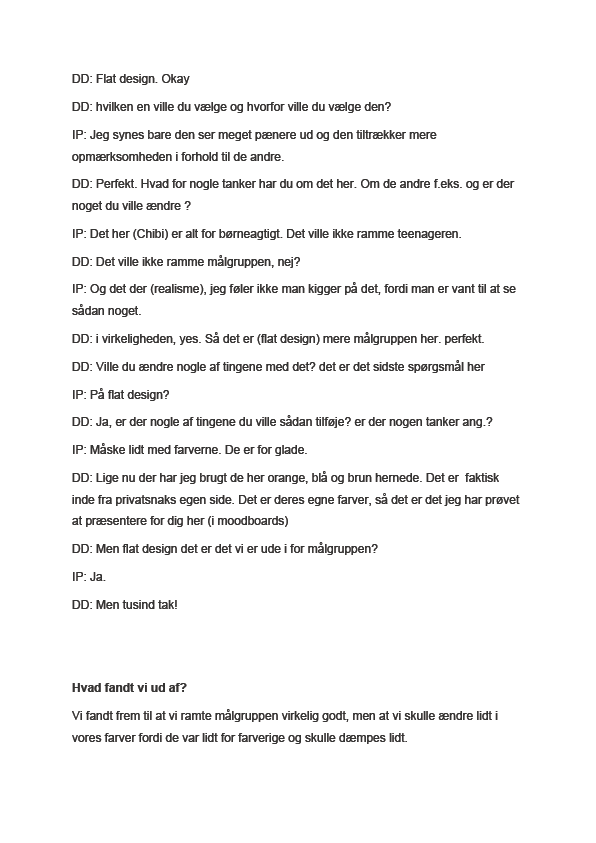 DD: Flat design. Okay
DD: hvilken en ville du vælge og hvorfor ville du vælge den?
IP: Jeg synes bare den ser meget pænere ud og den tiltrækker mere
opmærksomheden i forhold til de andre.
DD: Perfekt. Hvad for nogle tanker har du om det her. Om de andre f.eks. og er der
noget du ville ændre ?
IP: Det her (Chibi) er alt for børneagtigt. Det ville ikke ramme teenageren.
DD: Det ville ikke ramme målgruppen, nej?
IP: Og det der (realisme), jeg føler ikke man kigger på det, fordi man er vant til at se
sådan noget.
DD: i virkeligheden, yes. Så det er (flat design) mere målgruppen her. perfekt.
DD: Ville du ændre nogle af tingene med det? det er det sidste spørgsmål her
IP: På flat design?
DD: Ja, er der nogle af tingene du ville sådan tilføje? er der nogen tanker ang.?
IP: Måske lidt med farverne. De er for glade.
DD: Lige nu der har jeg brugt de her orange, blå og brun hernede. Det er  faktisk
inde fra privatsnaks egen side. Det er deres egne farver, så det er det jeg har prøvet
at præsentere for dig her (i moodboards)
DD: Men flat design det er det vi er ude i for målgruppen?
IP: Ja.
DD: Men tusind tak!
Hvad fandt vi ud af?
Vi fandt frem til at vi ramte målgruppen virkelig godt, men at vi skulle ændre lidt i
vores farver fordi de var lidt for farverige og skulle dæmpes lidt.